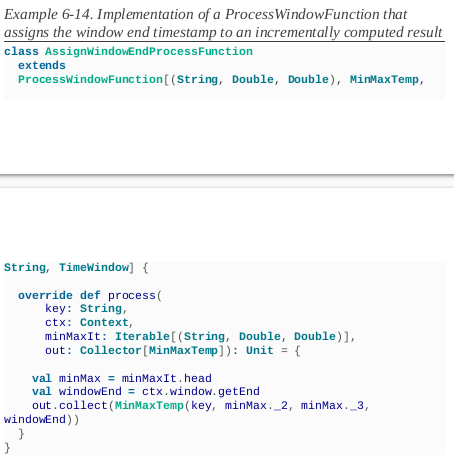 Example 6-14. Implementation of a ProcessWindowFunction that
assigns the window end timestamp to an incrementally computed result
class AssignWindowEndProcessFunction
  extends
  ProcessWindowFunction[(String, Double, Double), MinMaxTemp,
String, TimeWindow] {
  override def process(
      key: String,
      ctx: Context,
      minMaxIt: Iterable[(String, Double, Double)],
      out: Collector[MinMaxTemp]): Unit = {
    val minMax = minMaxIt.head
    val windowEnd = ctx.window.getEnd
    out.collect(MinMaxTemp(key, minMax._2, minMax._3,
windowEnd))
  }
}